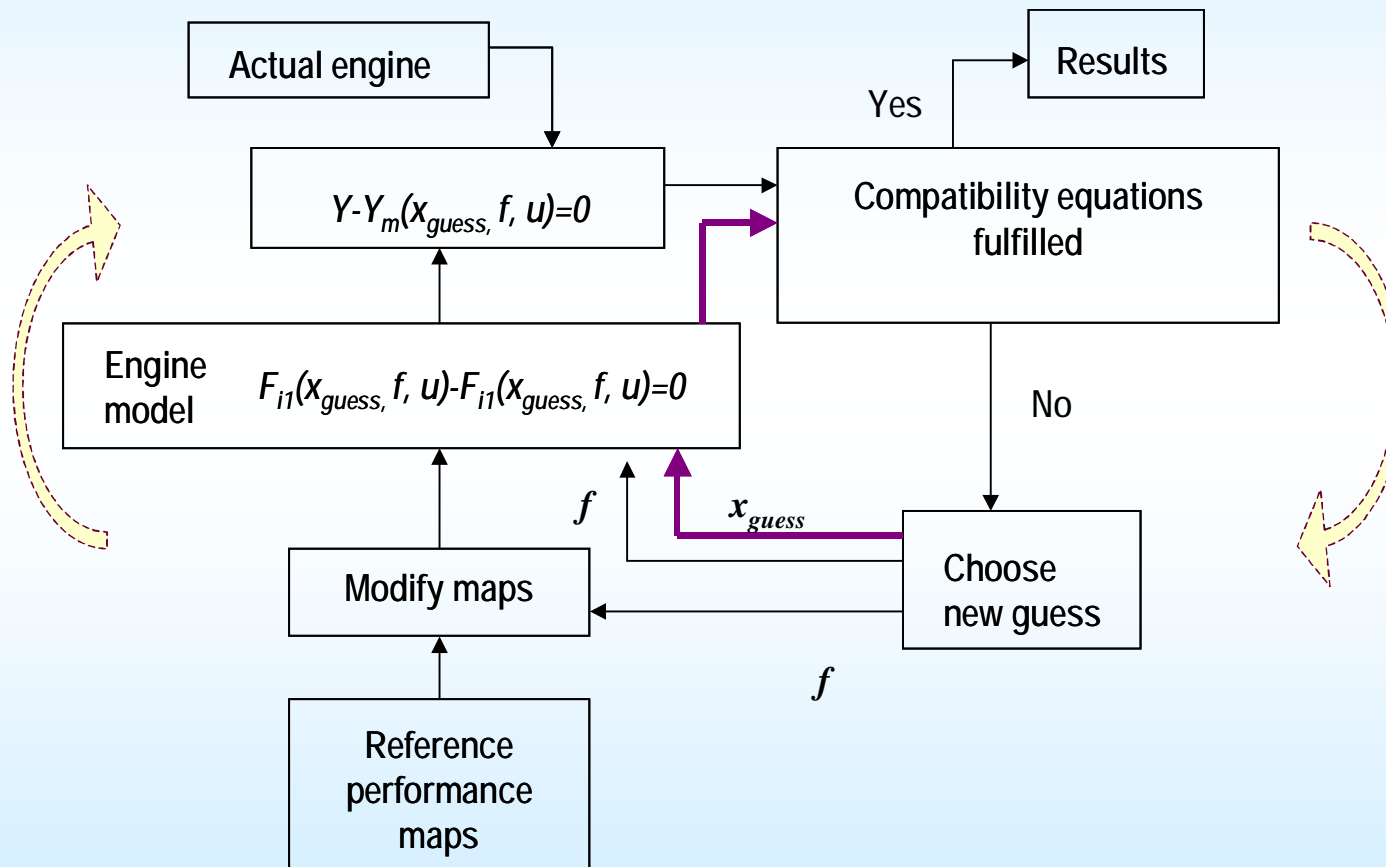 Actual engine
Results
Yes
Y-Ym(xguess, f, u)=0
Compatibility equations
fulfilled
Engine
model
Fi1(xguess, f, u)-Fi1(xguess, f, u)=0
No
f
xguess
Modify maps
Choose
new guess
f
Reference
performance
maps